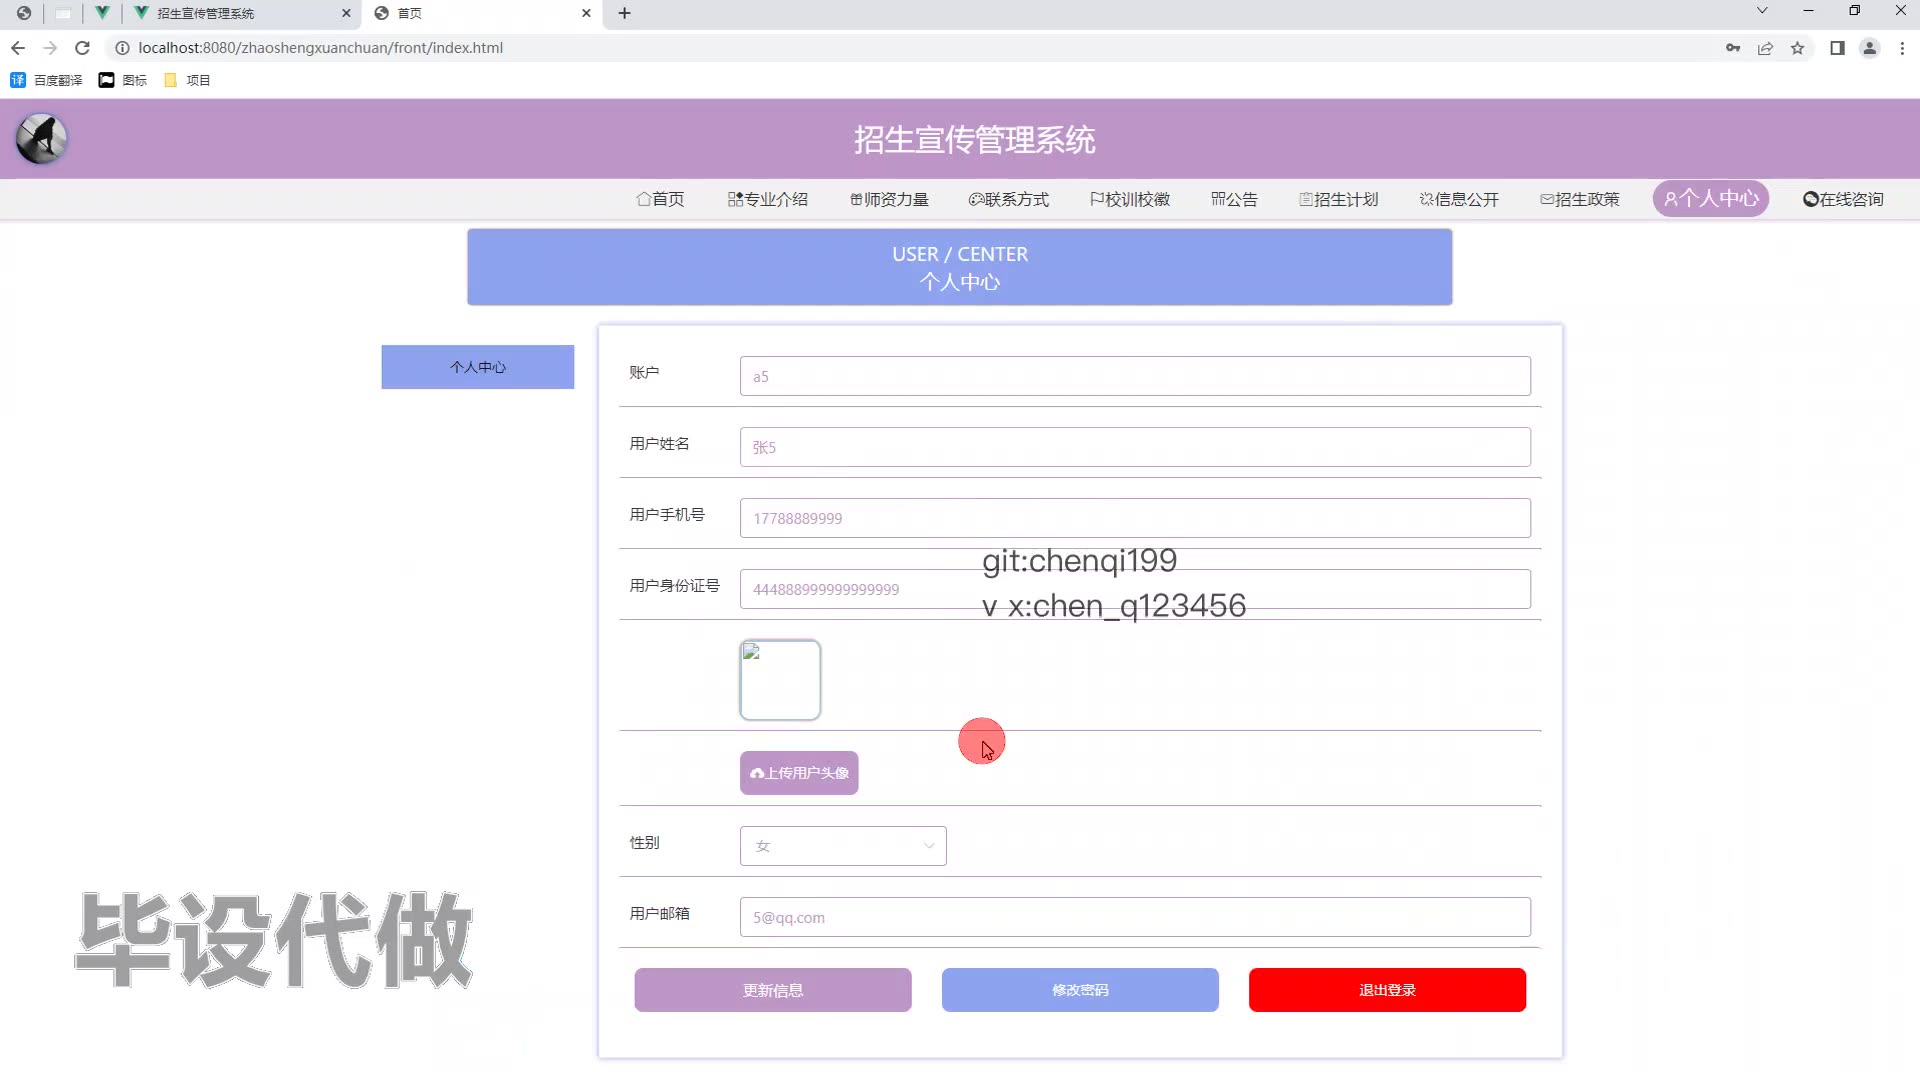 招生宣传管理系统
首页
localhost:8080/zhaoshengxuanchuan/front/index.html
百度翻译 图标 项目
招生宣传管理系统
首页 专业介绍 师资力量 联系方式 校训校徽 公告 招生计划 信息公开 招生政策 个人中心 在线咨询
USER / CENTER
个人中心
个人中心
账户 a5
用户姓名 张5
用户手机号 17788889999
git:chenqi199
用户身份证号 444888999999999999
v x:chen_q123456
上传用户头像
性别 女
用户邮箱 5@qq.com
毕设代做
更新信息 修改密码 退出登录